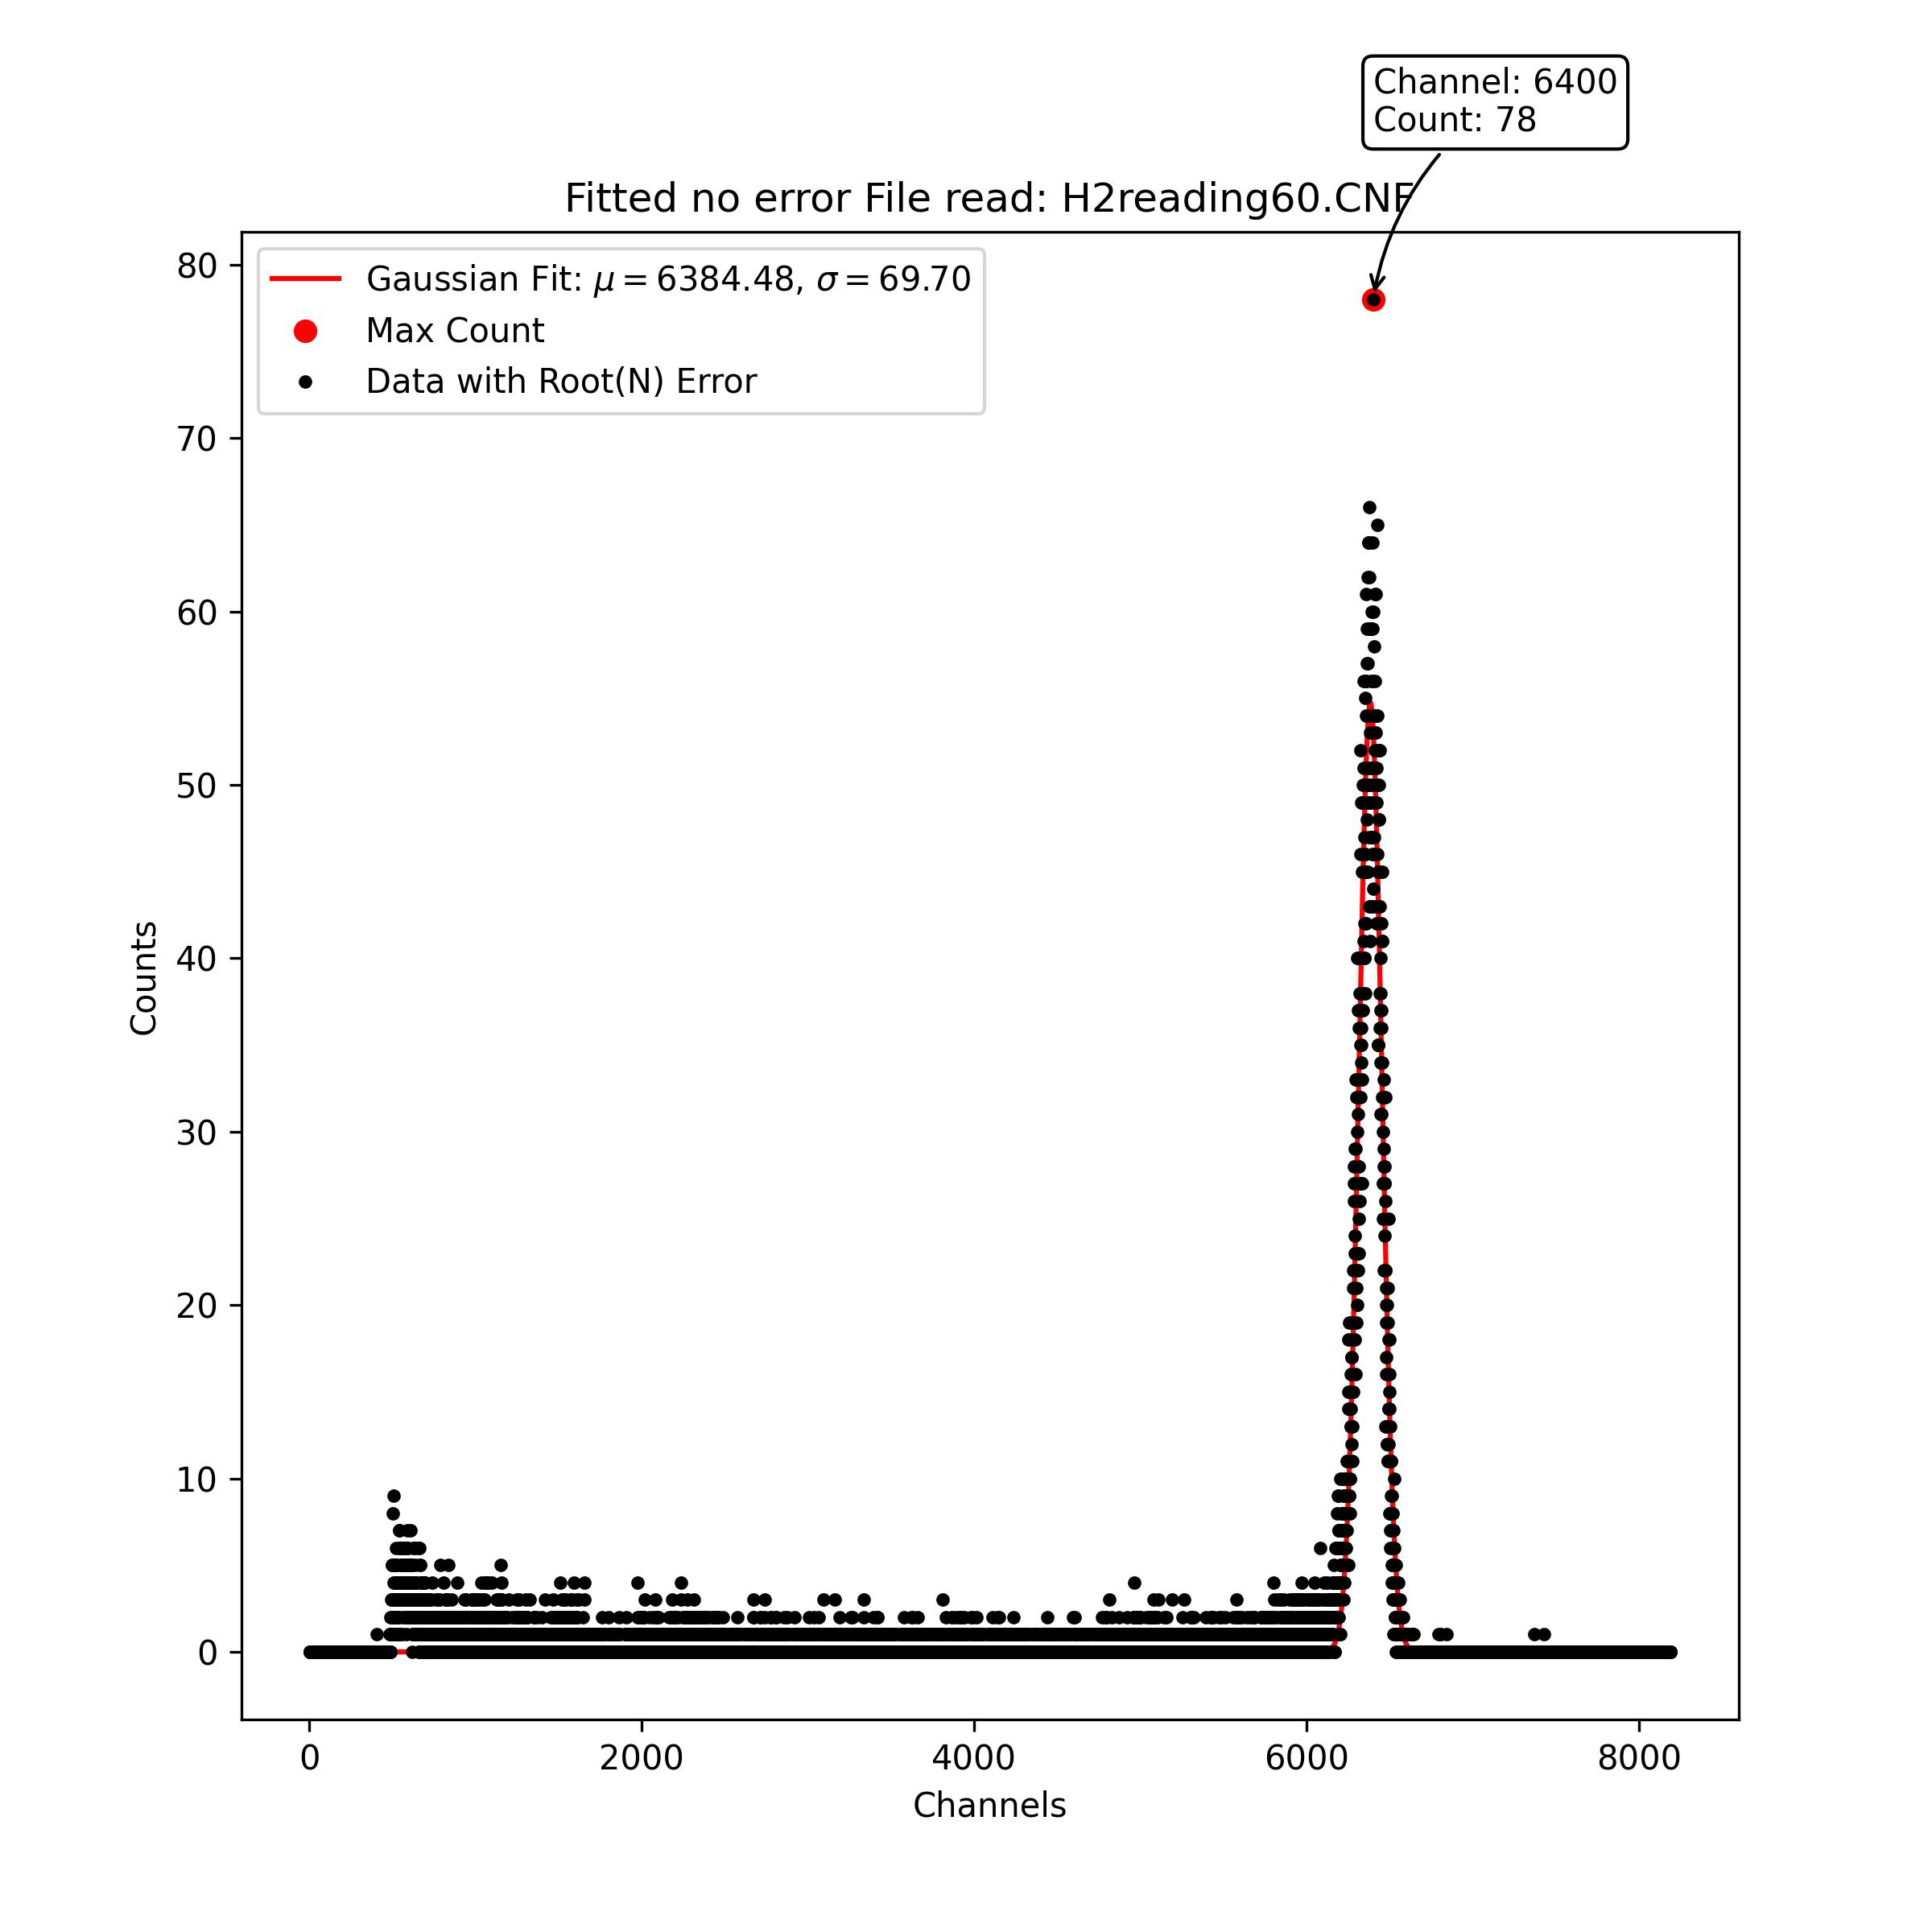 Channel: 6400
Count: 78
Fitted no error File read: H2reading60.CNF
Gaussian Fit: μ = 6384.48, σ = 69.70
Max Count
Data with Root(N) Error
80
70
60
50
40
30
20
10
0
Counts
0 2000 4000 6000 8000
Channels